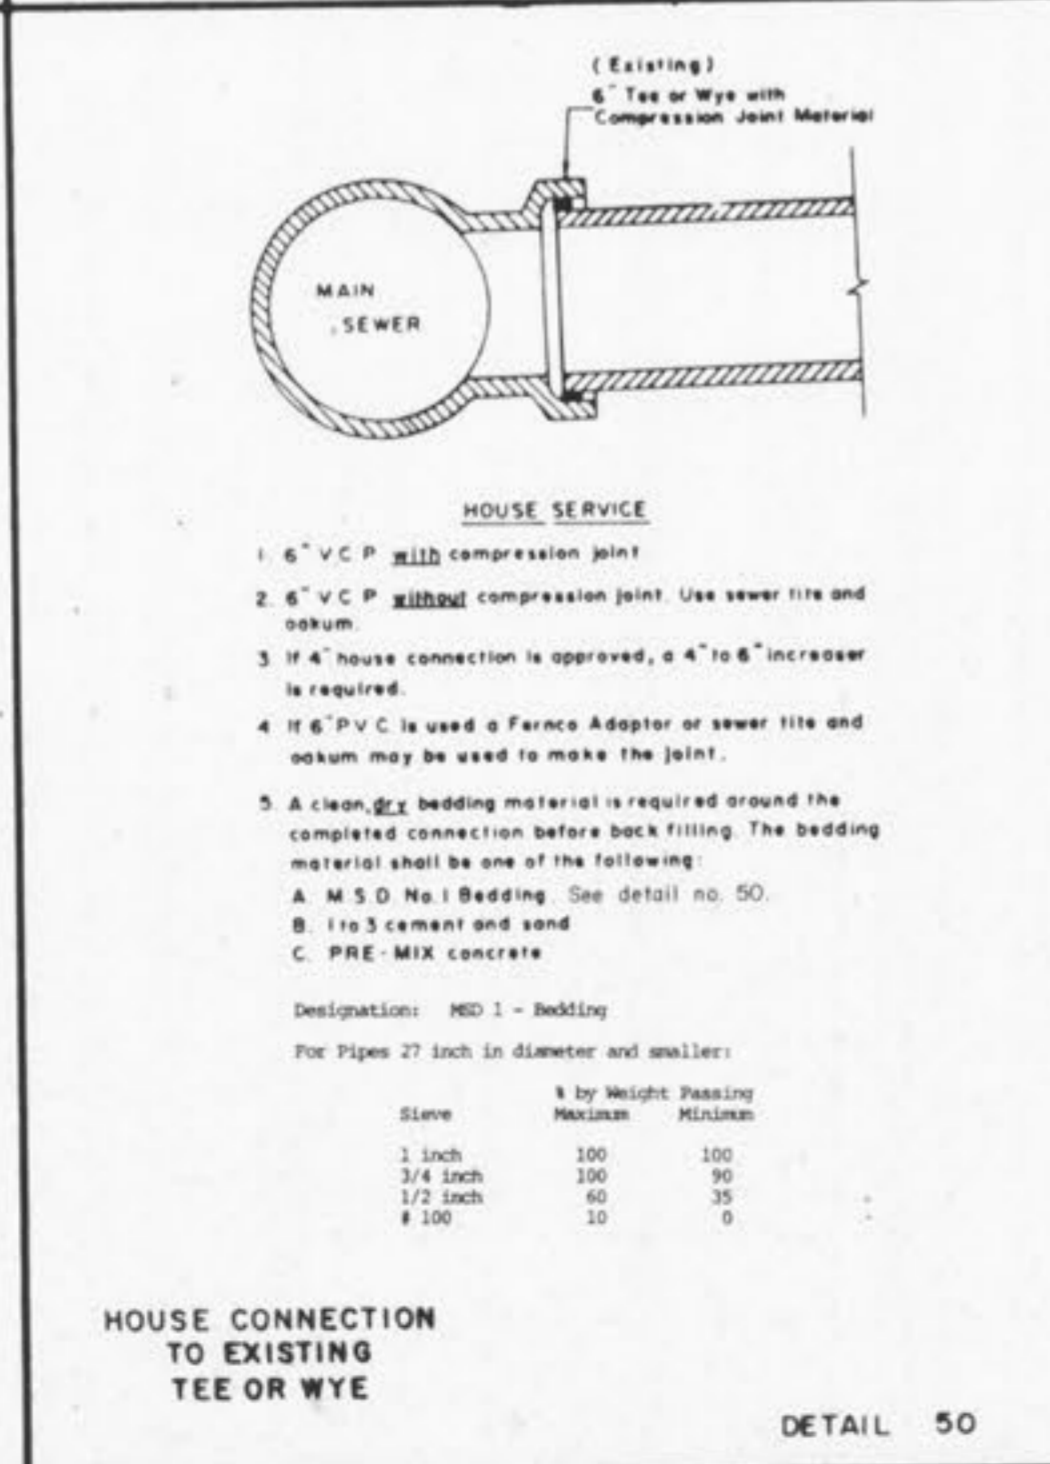 (Existing)
6" Tee or Wye with
Compression Joint Material
MAIN
SEWER
HOUSE SERVICE
1. 6" V C P with compression joint
2. 6" V C P without compression joint. Use sewer tite and
oakum.
3 If 4" house connection is approved, a 4" to 6" increaser
is required.
4 If 6" P V C is used a Fernco Adaptor or sewer tite and
oakum may be used to make the joint.
5. A clean, dry bedding material is required around the
completed connection before back filling. The bedding
material shall be one of the following:
A. M.S.D. No. 1 Bedding. See detail no. 50.
B. 1 to 3 cement and sand
C. PRE-MIX concrete
Designation: MSD 1 - Bedding
For Pipes 27 inch in diameter and smaller:
% by Weight Passing
Sieve Maximum Minimum
1 inch 100 100
3/4 inch 100 90
1/2 inch 60 35
# 100 10 0
HOUSE CONNECTION
TO EXISTING
TEE OR WYE
DETAIL 50